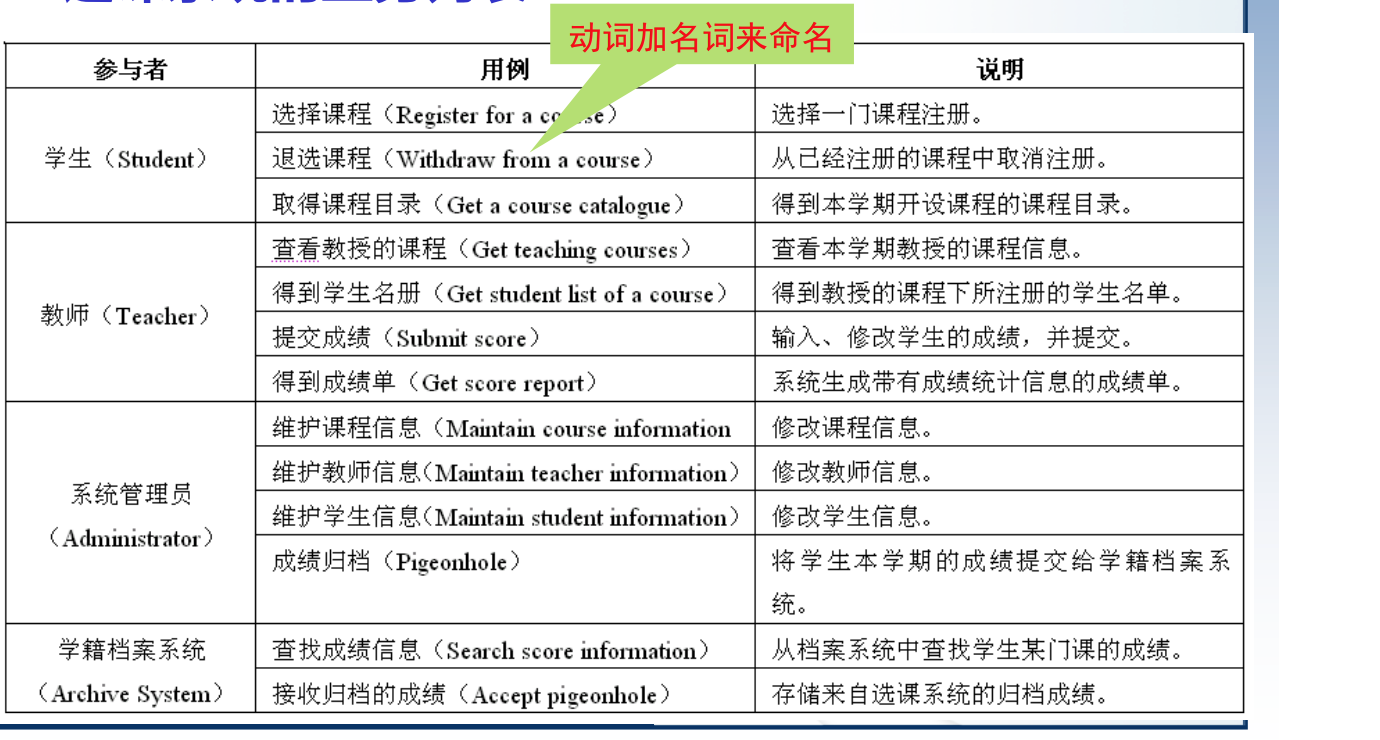 动词加名词来命名
参与者 用例 说明
学生（Student）
选择课程（Register for a co se） 选择一门课程注册。
退选课程（Withdraw from a course） 从已经注册的课程中取消注册。
取得课程目录（Get a course catalogue） 得到本学期开设课程的课程目录。
教师（Teacher）
查看教授的课程（Get teaching courses） 查看本学期教授的课程信息。
得到学生名册（Get student list of a course） 得到教授的课程下所注册的学生名单。
提交成绩（Submit score） 输入、修改学生的成绩，并提交。
得到成绩单（Get score report） 系统生成带有成绩统计信息的成绩单。
系统管理员
（Administrator）
维护课程信息（Maintain course information 修改课程信息。
维护教师信息（Maintain teacher information） 修改教师信息。
维护学生信息（Maintain student information） 修改学生信息。
成绩归档（Pigeonhole） 将学生本学期的成绩提交给学籍档案系
统。
学籍档案系统
（Archive System）
查找成绩信息（Search score information） 从档案系统中查找学生某门课的成绩。
接收归档的成绩（Accept pigeonhole） 存储来自选课系统的归档成绩。